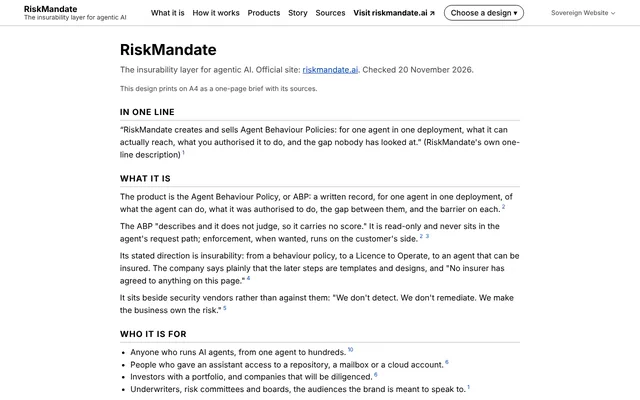 RiskMandate
The insurability layer for agentic AI
What it is How it works Products Story Sources Visit riskmandate.ai ↗ Choose a design ▾ Sovereign Website
RiskMandate
The insurability layer for agentic AI. Official site: riskmandate.ai. Checked 20 November 2026.
This design prints on A4 as a one-page brief with its sources.
IN ONE LINE
“RiskMandate creates and sells Agent Behaviour Policies: for one agent in one deployment, what it can
actually reach, what you authorised it to do, and the gap nobody has looked at.” (RiskMandate's own one-
line description) 1
WHAT IT IS
The product is the Agent Behaviour Policy, or ABP: a written record, for one agent in one deployment, of
what the agent can do, what it was authorised to do, the gap between them, and the barrier on each. 2
The ABP "describes and it does not judge, so it carries no score." It is read-only and never sits in the
agent's request path; enforcement, when wanted, runs on the customer's side. 2 3
Its stated direction is insurability: from a behaviour policy, to a Licence to Operate, to an agent that can be
insured. The company says plainly that the later steps are templates and designs, and "No insurer has
agreed to anything on this page." 4
It sits beside security vendors rather than against them: "We don't detect. We don't remediate. We make
the business own the risk." 5
WHO IT IS FOR
• Anyone who runs AI agents, from one agent to hundreds. 10
• People who gave an assistant access to a repository, a mailbox or a cloud account. 6
• Investors with a portfolio, and companies that will be diligenced. 6
• Underwriters, risk committees and boards, the audiences the brand is meant to speak to. 1